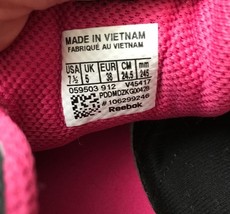 MADE IN VIETNAM
FABRIQUÉ AU VIETNAM
USA UK EUR CM mm
7½ 5 38 24.5 245
059503 912 V45417
PDDMDZKG00429
#106299246
Reebok